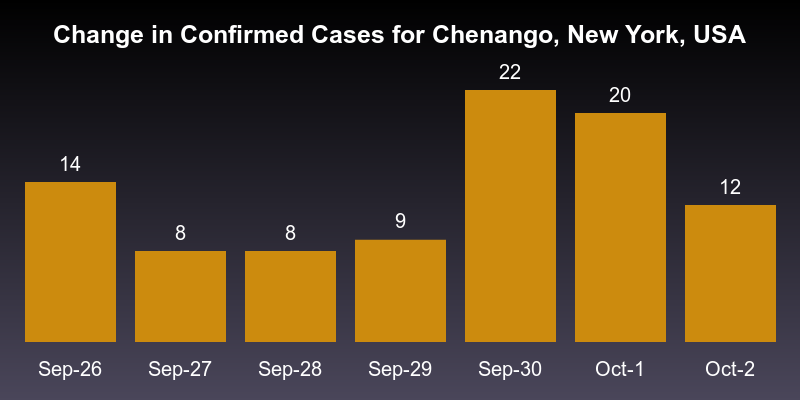 Change in Confirmed Cases for Chenango, New York, USA
22
20
14
12
9
8
8
Sep-26
Sep-27
Sep-28
Sep-29
Sep-30
Oct-1
Oct-2